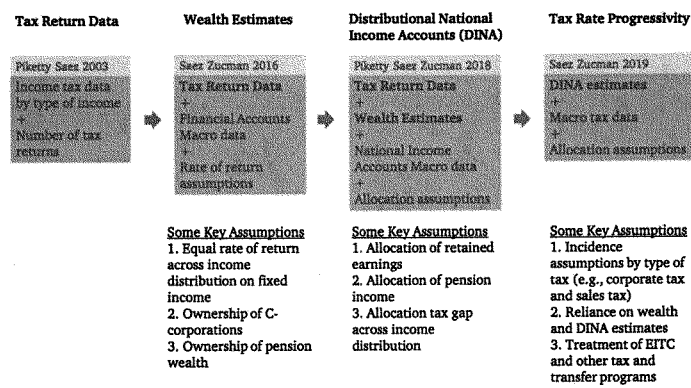 Tax Return Data
Piketty Saez 2003
Income tax data
by type of income
+
Number of tax
returns
Wealth Estimates
Saez Zucman 2016
Tax Return Data
+
Financial Accounts
Macro data
+
Rate of return
assumptions
Some Key Assumptions
1. Equal rate of return
across income
distribution on fixed
income
2. Ownership of C-
corporations
3. Ownership of pension
wealth
Distributional National
Income Accounts (DINA)
Piketty Saez Zucman 2018
Tax Return Data
+
Wealth Estimates
+
National Income
Accounts Macro data
+
Allocation assumptions
Some Key Assumptions
1. Allocation of retained
earnings
2. Allocation of pension
income
3. Allocation tax gap
across income
distribution
Tax Rate Progressivity
Saez Zucman 2019
DINA estimates
+
Macro tax data
+
Allocation assumptions
Some Key Assumptions
1. Incidence
assumptions by type of
tax (e.g., corporate tax
and sales tax)
2. Reliance on wealth
and DINA estimates
3. Treatment of EITC
and other tax and
transfer programs